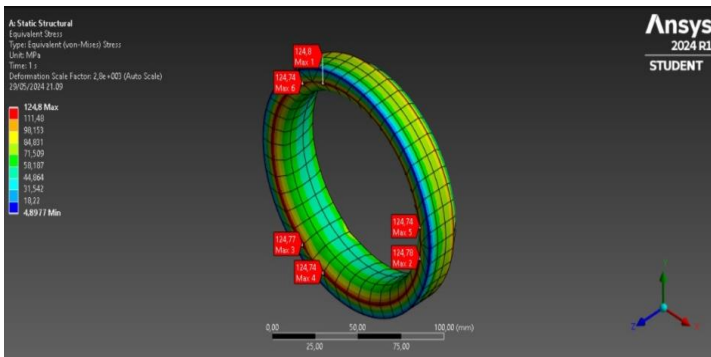 A: Static Structural
Equivalent Stress
Type: Equivalent (von-Mises) Stress
Unit: MPa
Time: 1 s
Deformation Scale Factor: 2,8e+003 (Auto Scale)
29/05/2024 21.09
124,8 Max
111,48
98,153
84,831
71,509
58,187
44,864
31,542
18,22
4,8977 Min
124,8
Max 1
124,74
Max 6
124,74
Max 5
124,77
Max 3
124,78
Max 2
124,74
Max 4
Ansys
2024 R1
STUDENT
0,00
50,00
100,00 (mm)
25,00
75,00
Y
Z
X